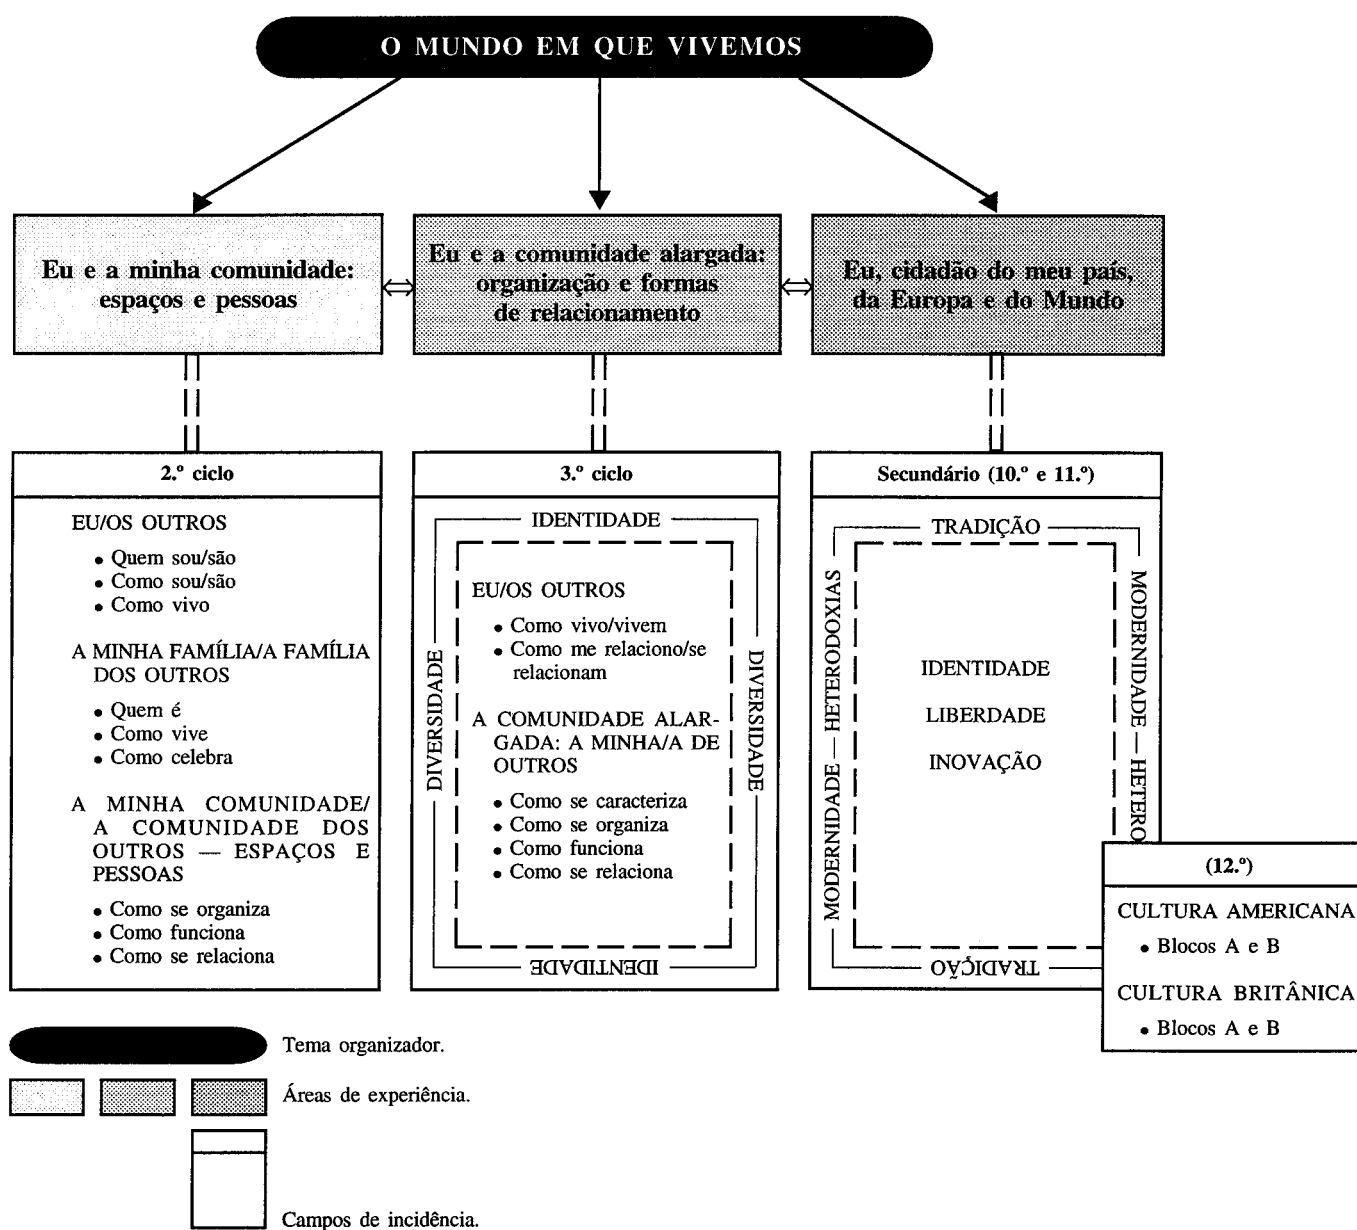 O MUNDO EM QUE VIVEMOS
Eu e a minha comunidade:
espaços e pessoas
Eu e a comunidade alargada:
organização e formas
de relacionamento
Eu, cidadão do meu país,
da Europa e do Mundo
2.º ciclo
EU/OS OUTROS
• Quem sou/são
• Como sou/são
• Como vivo
A MINHA FAMÍLIA/A FAMÍLIA
DOS OUTROS
• Quem é
• Como vive
• Como celebra
A MINHA COMUNIDADE/
A COMUNIDADE DOS
OUTROS — ESPAÇOS E
PESSOAS
• Como se organiza
• Como funciona
• Como se relaciona
3.º ciclo
IDENTIDADE
DIVERSIDADE
EU/OS OUTROS
• Como vivo/vivem
• Como me relaciono/se
relacionam
A COMUNIDADE ALAR-
GADA: A MINHA/A DE
OUTROS
• Como se caracteriza
• Como se organiza
• Como funciona
• Como se relaciona
DIVERSIDADE
IDENTIDADE
Secundário (10.º e 11.º)
TRADIÇÃO
MODERNIDADE — HETERODOXIAS
IDENTIDADE
LIBERDADE
INOVAÇÃO
MODERNIDADE — HETERO
TRADIÇÃO
(12.º)
CULTURA AMERICANA
• Blocos A e B
CULTURA BRITÂNICA
• Blocos A e B
Tema organizador.
Áreas de experiência.
Campos de incidência.